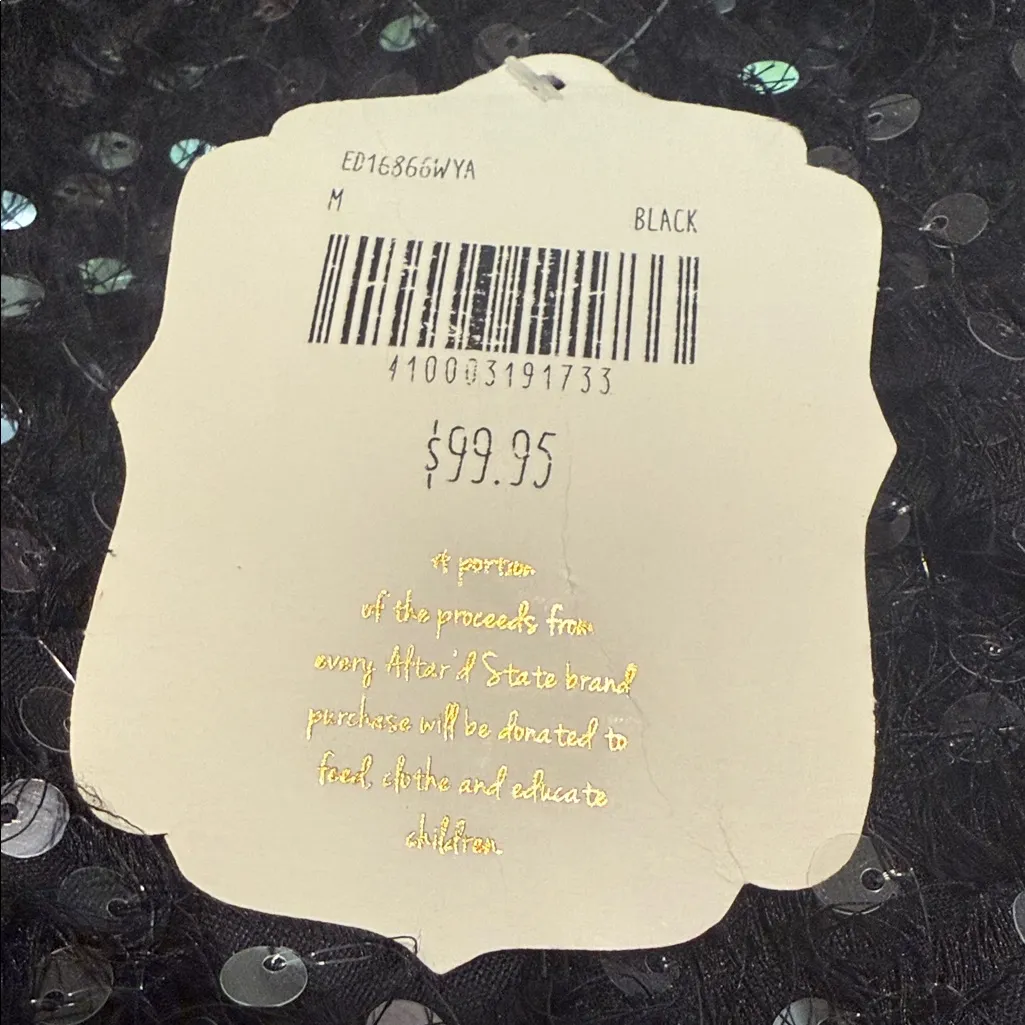 ED16866WYA
M
BLACK
410003191733
$99.95
A portion
of the proceeds from
every Altar'd State brand
purchase will be donated to
feed, clothe and educate
children.